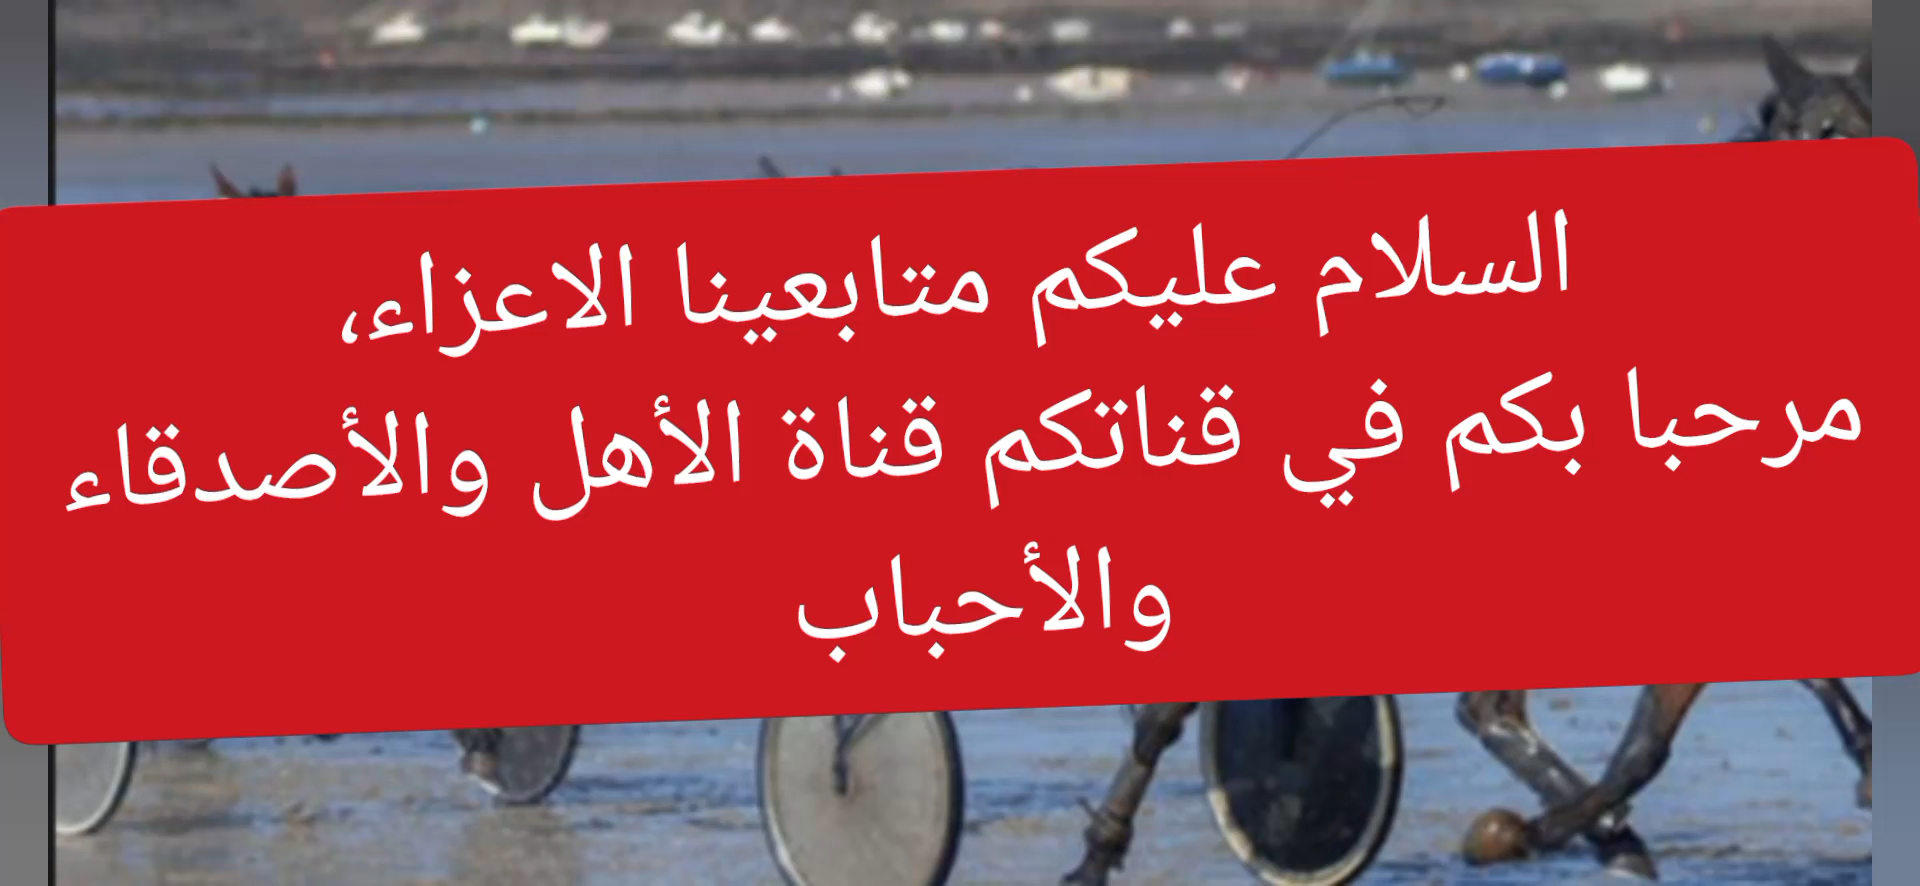 السلام عليكم متابعينا الاعزاء،
مرحبا بكم في قناتكم قناة الأهل والأصدقاء
والأحباب